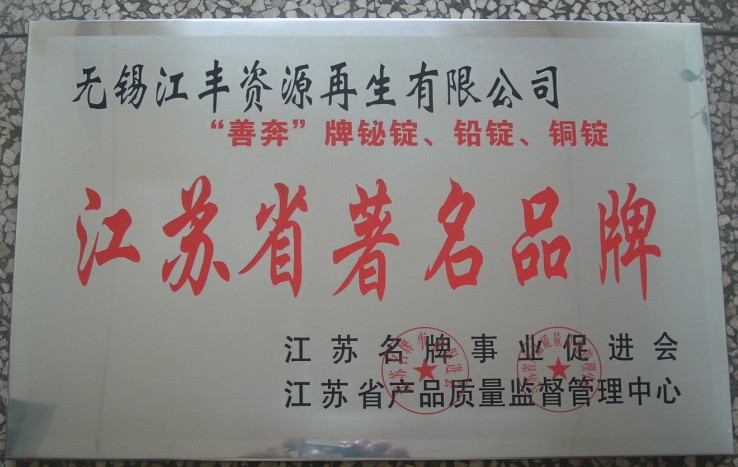 无锡江丰资源再生有限公司
“善奔”牌铋锭、铅锭、铜锭
江苏省著名品牌
江苏名牌事业促进会
江苏省产品质量监督管理中心